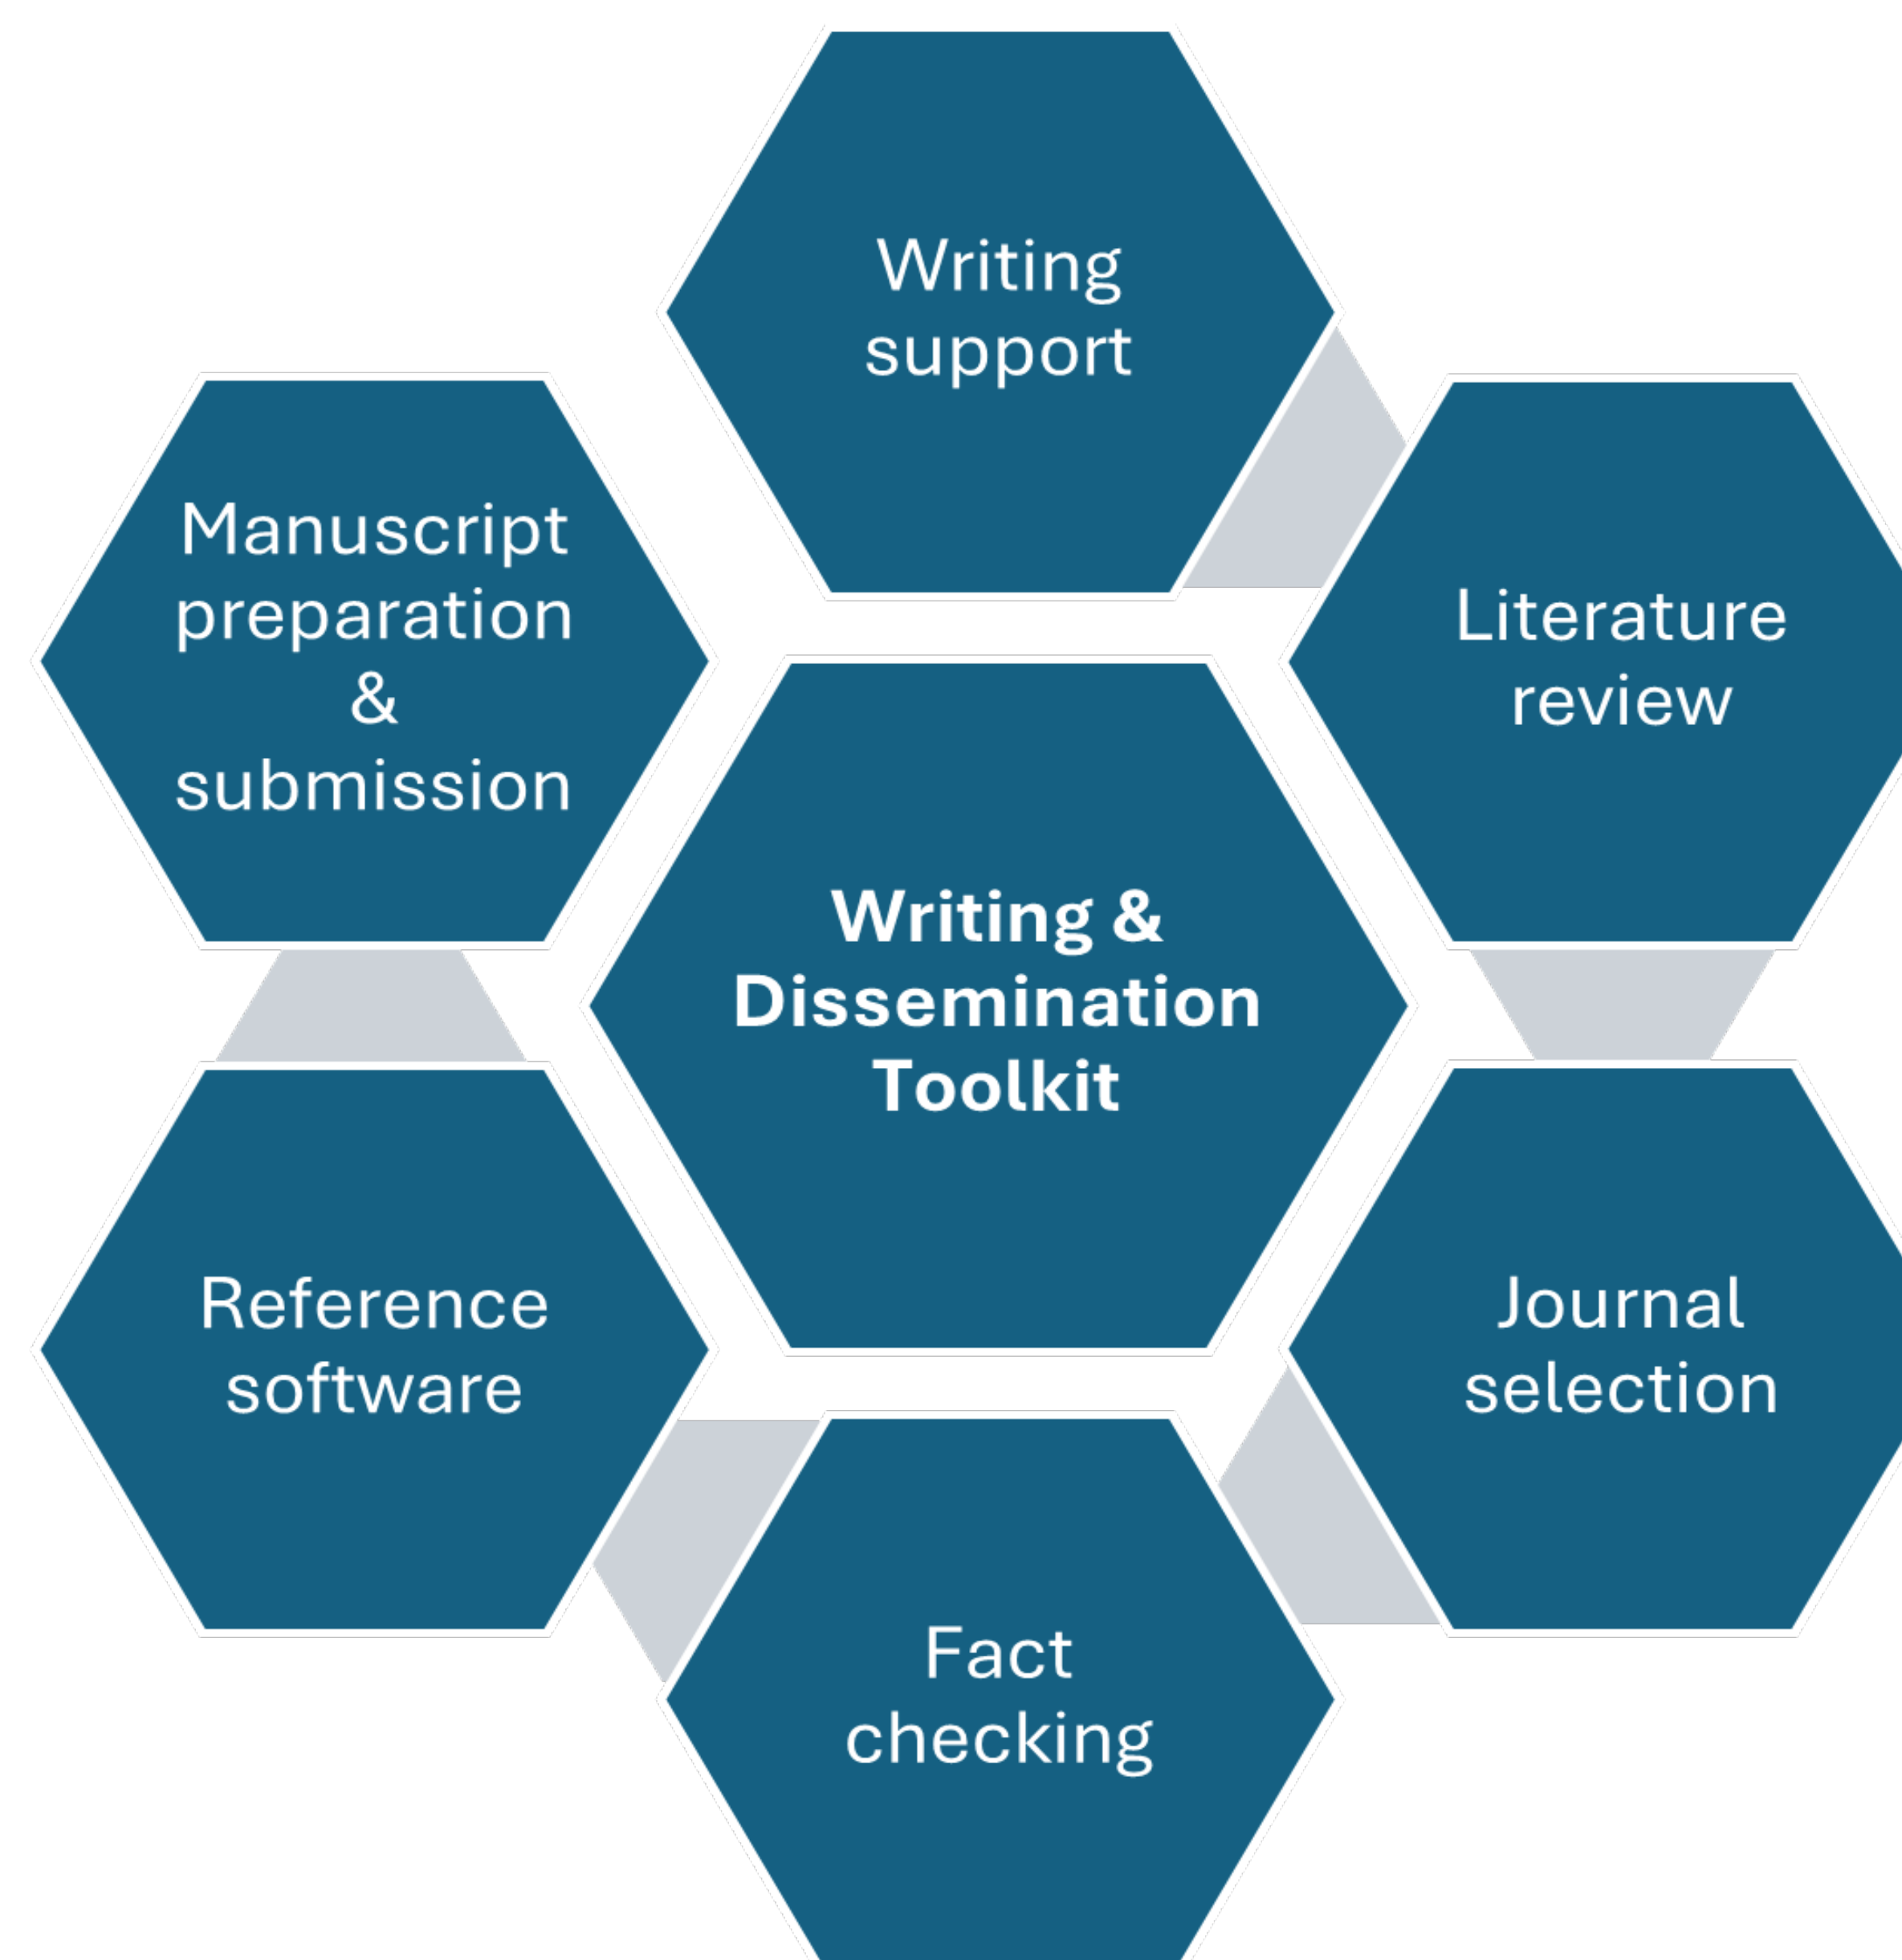 Writing
support
Manuscript
preparation
&
submission
Literature
review
Writing &
Dissemination
Toolkit
Reference
software
Journal
selection
Fact
checking